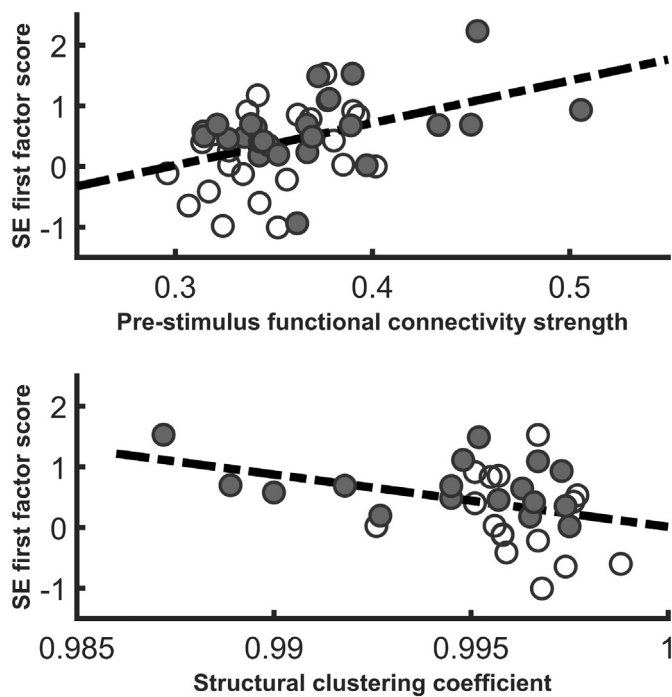 SE first factor score
2
1
0
-1
0.3 0.4 0.5
Pre-stimulus functional connectivity strength
SE first factor score
2
1
0
-1
0.985 0.99 0.995 1
Structural clustering coefficient